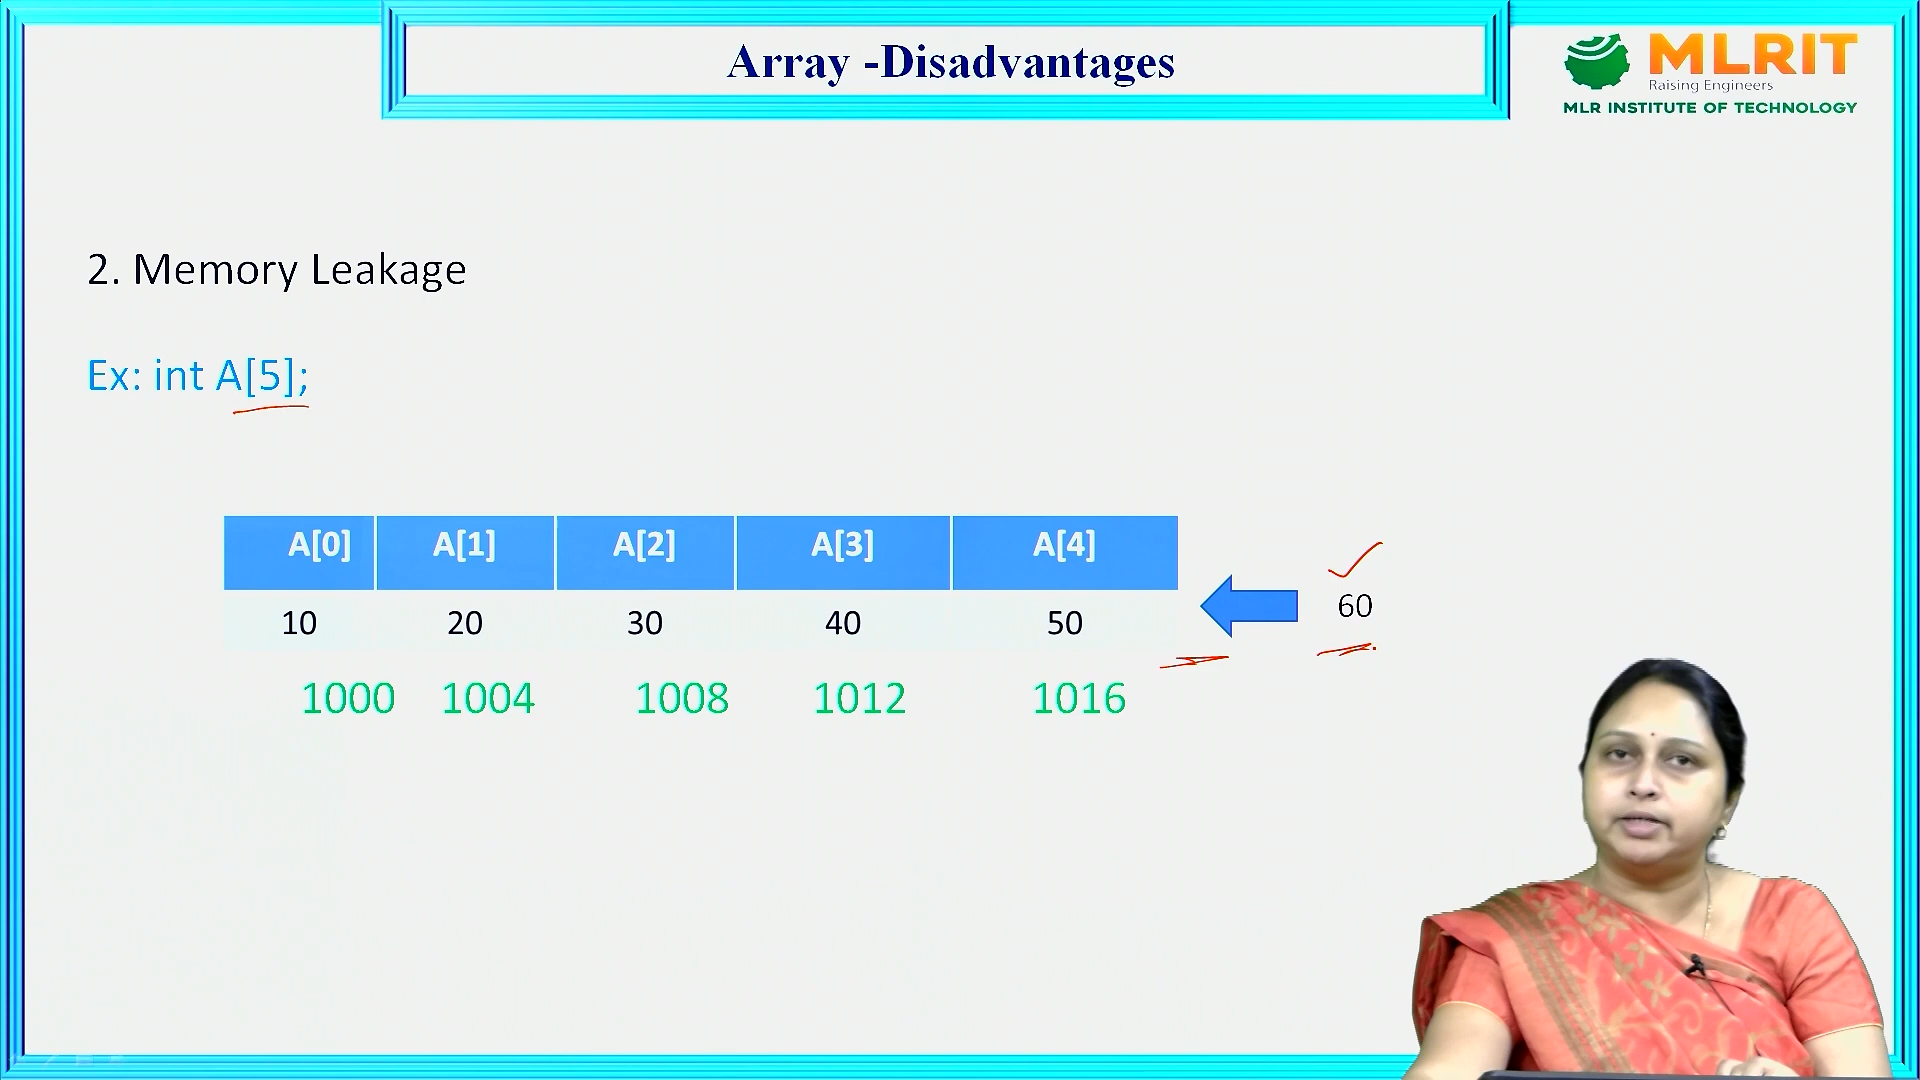 Array -Disadvantages
MLRIT
Raising Engineers
MLR INSTITUTE OF TECHNOLOGY
2. Memory Leakage
Ex: int A[5];
A[0] A[1] A[2] A[3] A[4]
10 20 30 40 50 60
1000 1004 1008 1012 1016